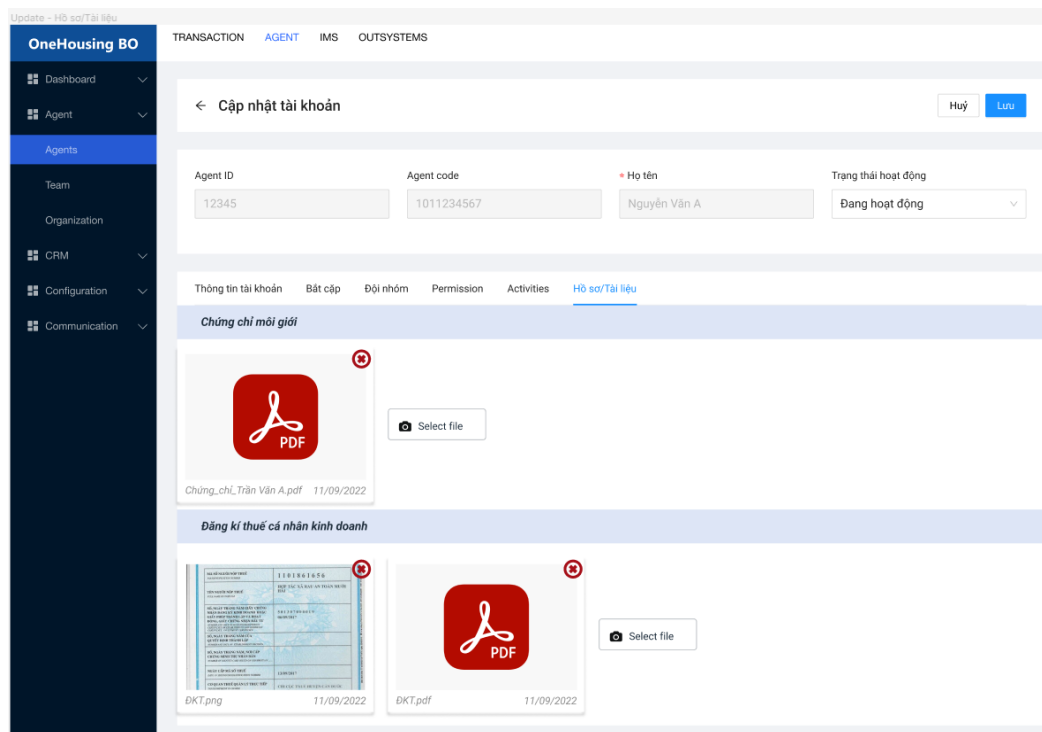 Update - Hồ sơ/Tài liệu
OneHousing BO
TRANSACTION AGENT IMS OUTSYSTEMS
Dashboard
Agent
Agents
Team
Organization
CRM
Configuration
Communication
Cập nhật tài khoản
Huỷ Lưu
Agent ID Agent code * Họ tên Trạng thái hoạt động
12345 1011234567 Nguyễn Văn A Đang hoạt động
Thông tin tài khoản Bắt cặp Đội nhóm Permission Activities Hồ sơ/Tài liệu
Chứng chỉ môi giới
PDF
Select file
Chứng_chỉ_Trần Văn A.pdf 11/09/2022
Đăng kí thuế cá nhân kinh doanh
1101861656
PDF
Select file
ĐKT.png 11/09/2022 ĐKT.pdf 11/09/2022